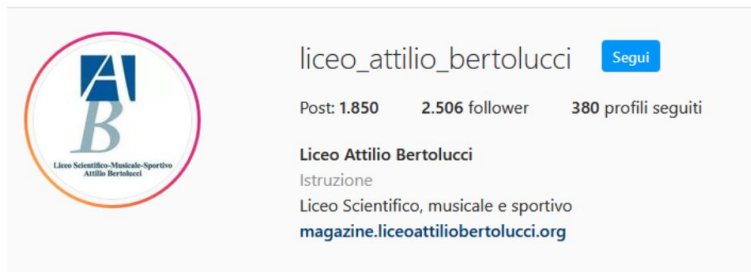 AB
Liceo Scientifico-Musicale-Sportivo
Attilio Bertolucci
liceo_attilio_bertolucci Segui
Post: 1.850 2.506 follower 380 profili seguiti
Liceo Attilio Bertolucci
Istruzione
Liceo Scientifico, musicale e sportivo
magazine.liceoattiliobertolucci.org